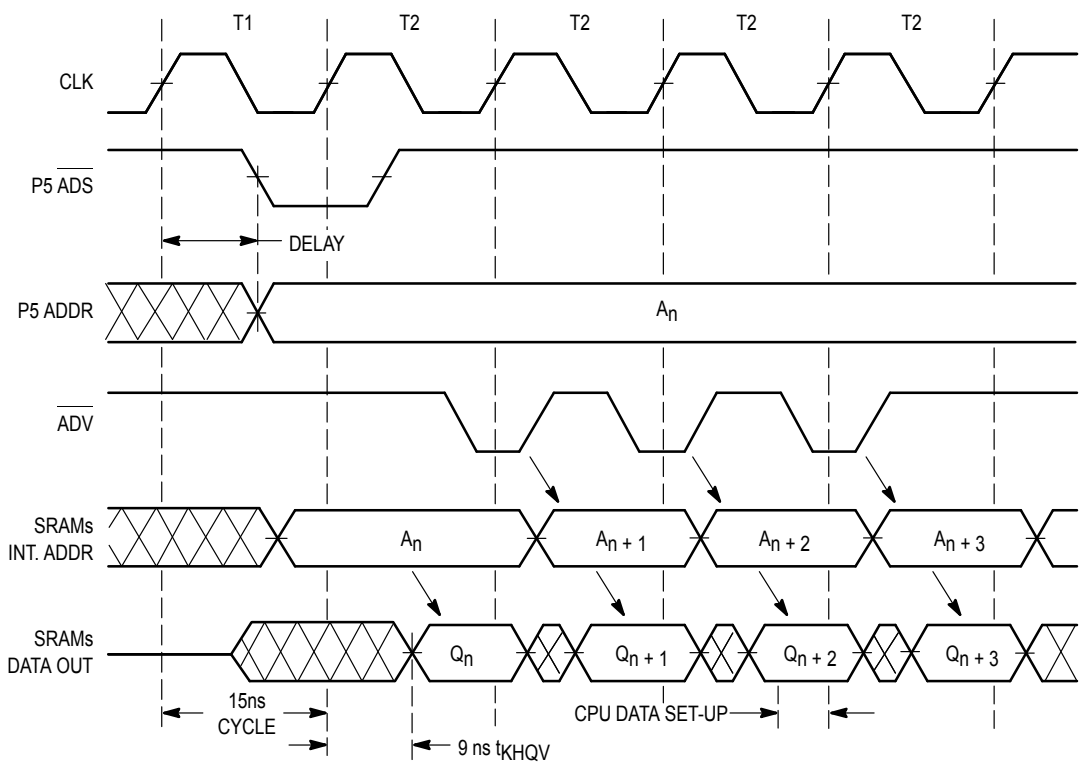 T1 T2 T2 T2 T2
CLK
P5 ADS
DELAY
P5 ADDR
An
ADV
SRAMs
INT. ADDR
An An + 1 An + 2 An + 3
SRAMs
DATA OUT
Qn Qn + 1 Qn + 2 Qn + 3
15ns
CYCLE
CPU DATA SET-UP
9 ns tKHQV